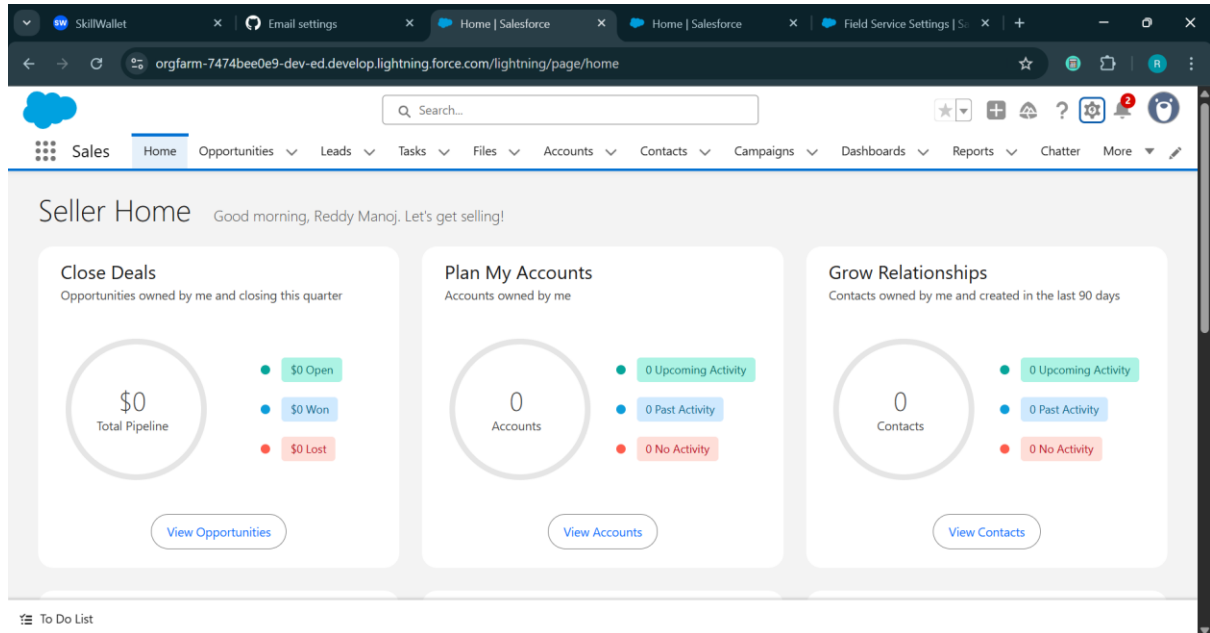 SW SkillWallet Email settings Home | Salesforce Home | Salesforce Field Service Settings | Sa
orgfarm-7474bee0e9-dev-ed.develop.lightning.force.com/lightning/page/home R
Search... 2
Sales Home Opportunities Leads Tasks Files Accounts Contacts Campaigns Dashboards Reports Chatter More
Seller Home Good morning, Reddy Manoj. Let's get selling!
Close Deals
Opportunities owned by me and closing this quarter
$0
Total Pipeline
$0 Open
$0 Won
$0 Lost
View Opportunities
Plan My Accounts
Accounts owned by me
0
Accounts
0 Upcoming Activity
0 Past Activity
0 No Activity
View Accounts
Grow Relationships
Contacts owned by me and created in the last 90 days
0
Contacts
0 Upcoming Activity
0 Past Activity
0 No Activity
View Contacts
To Do List